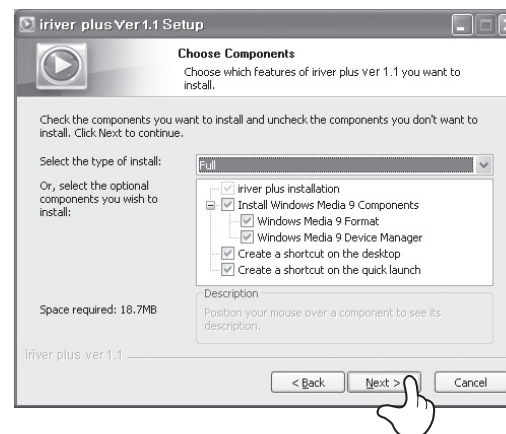 iriver plus Ver 1.1 Setup
Choose Components
Choose which features of iriver plus ver 1.1 you want to
install.
Check the components you want to install and uncheck the components you don't want to
install. Click Next to continue.
Select the type of install:
Full
Or, select the optional
components you wish to
install:
iriver plus installation
Install Windows Media 9 Components
Windows Media 9 Format
Windows Media 9 Device Manager
Create a shortcut on the desktop
Create a shortcut on the quick launch
Space required: 18.7MB
Description
Position your mouse over a component to see its
description.
iriver plus ver 1.1
< Back
Next >
Cancel